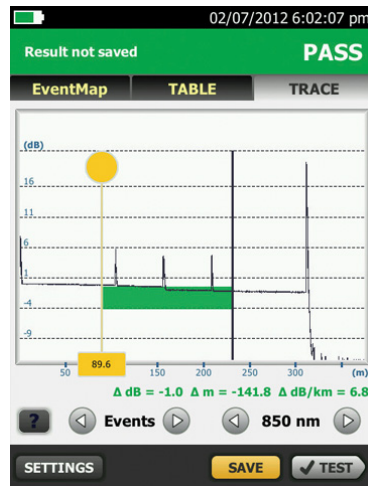 02/07/2012 6:02:07 pm
Result not saved PASS
EventMap TABLE TRACE
(dB)
16
11
6
1
-4
-9
89.6
50 150 200 250 300 (m)
Δ dB = -1.0 Δ m = -141.8 Δ dB/km = 6.8
? Events 850 nm
SETTINGS SAVE TEST